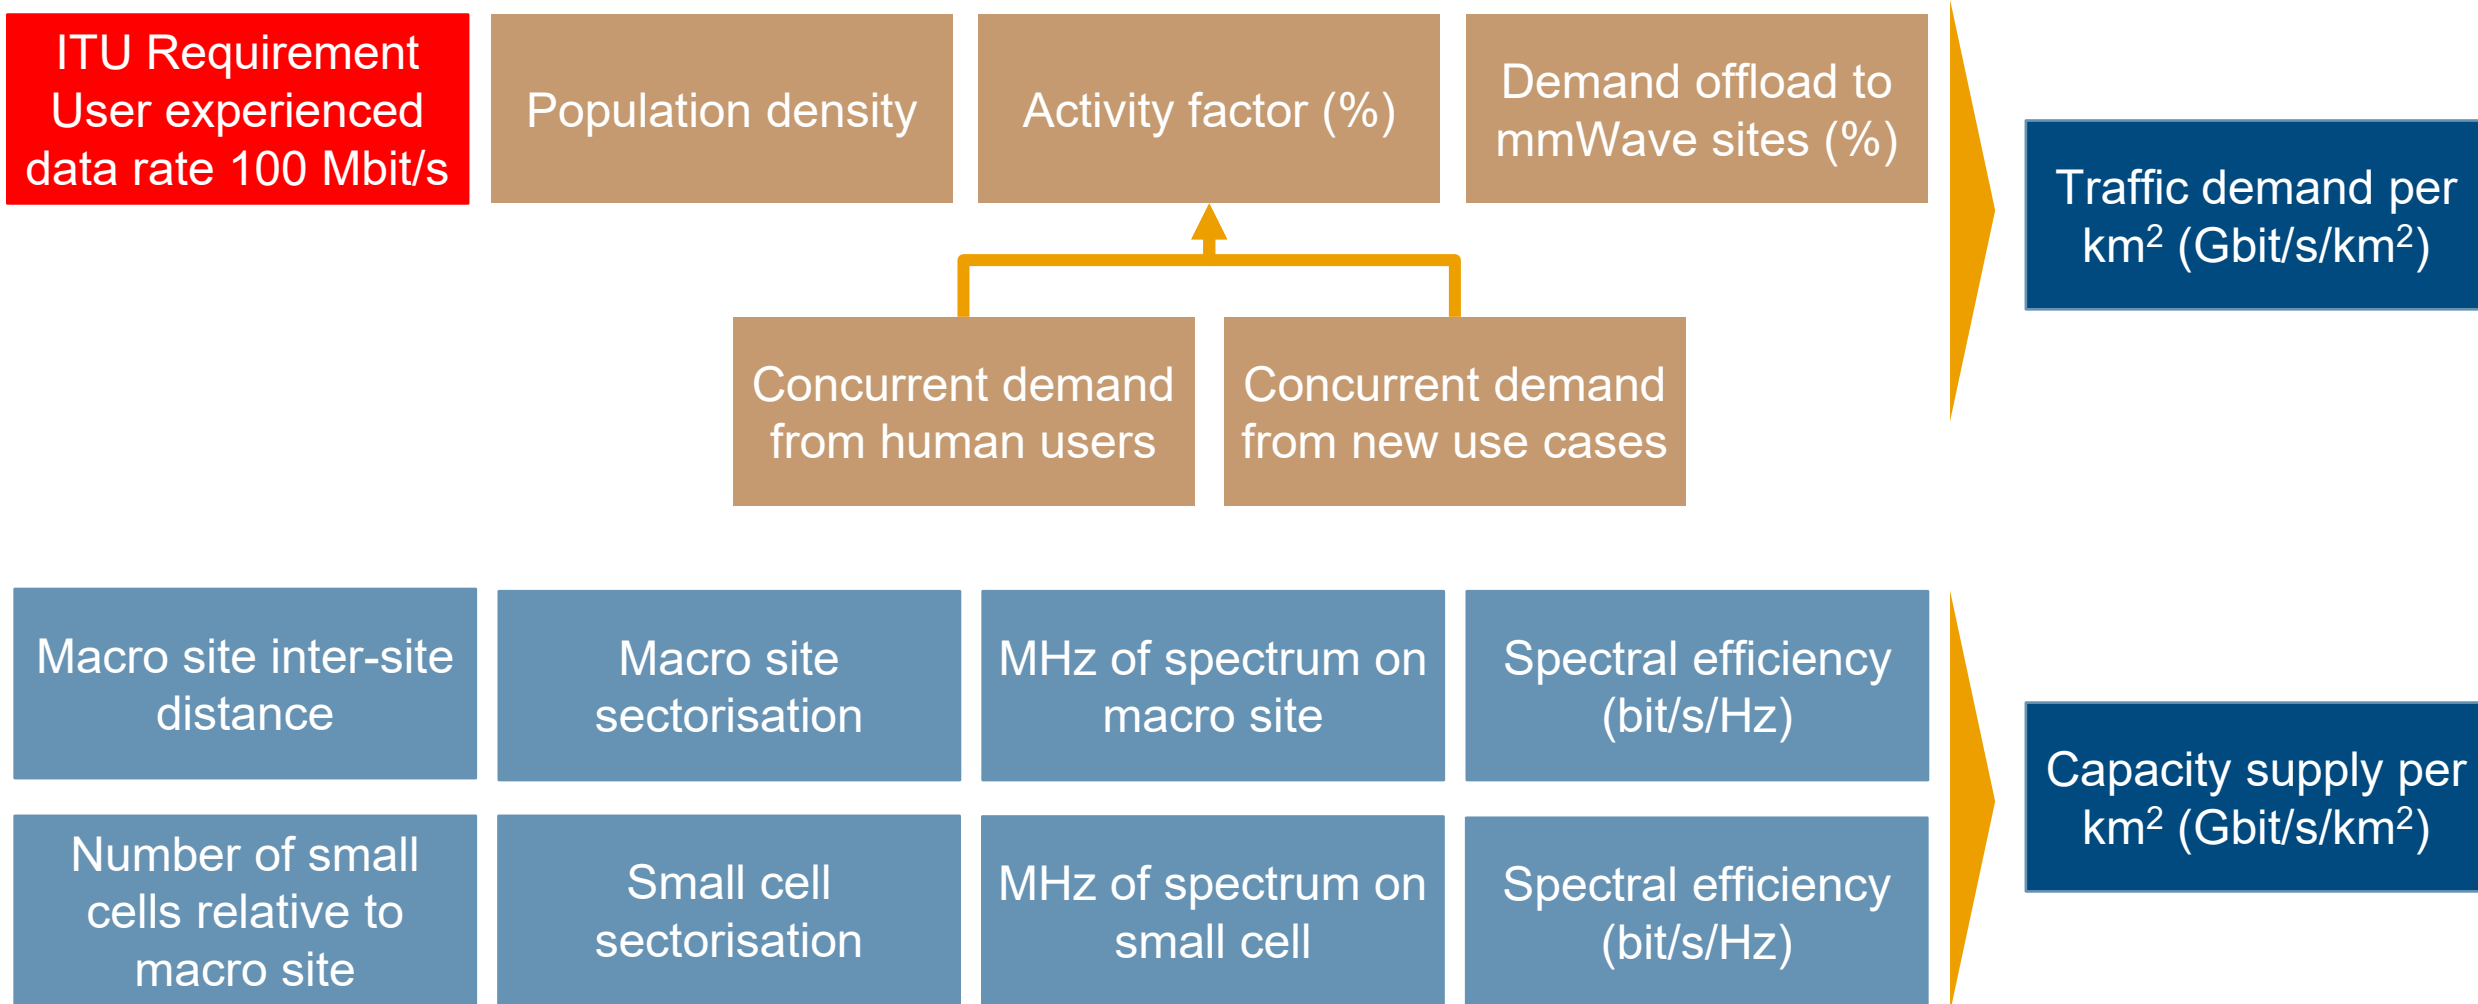 ITU Requirement
User experienced
data rate 100 Mbit/s
Population density
Activity factor (%)
Demand offload to
mmWave sites (%)
Traffic demand per
km² (Gbit/s/km²)
Concurrent demand
from human users
Concurrent demand
from new use cases
Macro site inter-site
distance
Macro site
sectorisation
MHz of spectrum on
macro site
Spectral efficiency
(bit/s/Hz)
Capacity supply per
km² (Gbit/s/km²)
Number of small
cells relative to
macro site
Small cell
sectorisation
MHz of spectrum on
small cell
Spectral efficiency
(bit/s/Hz)